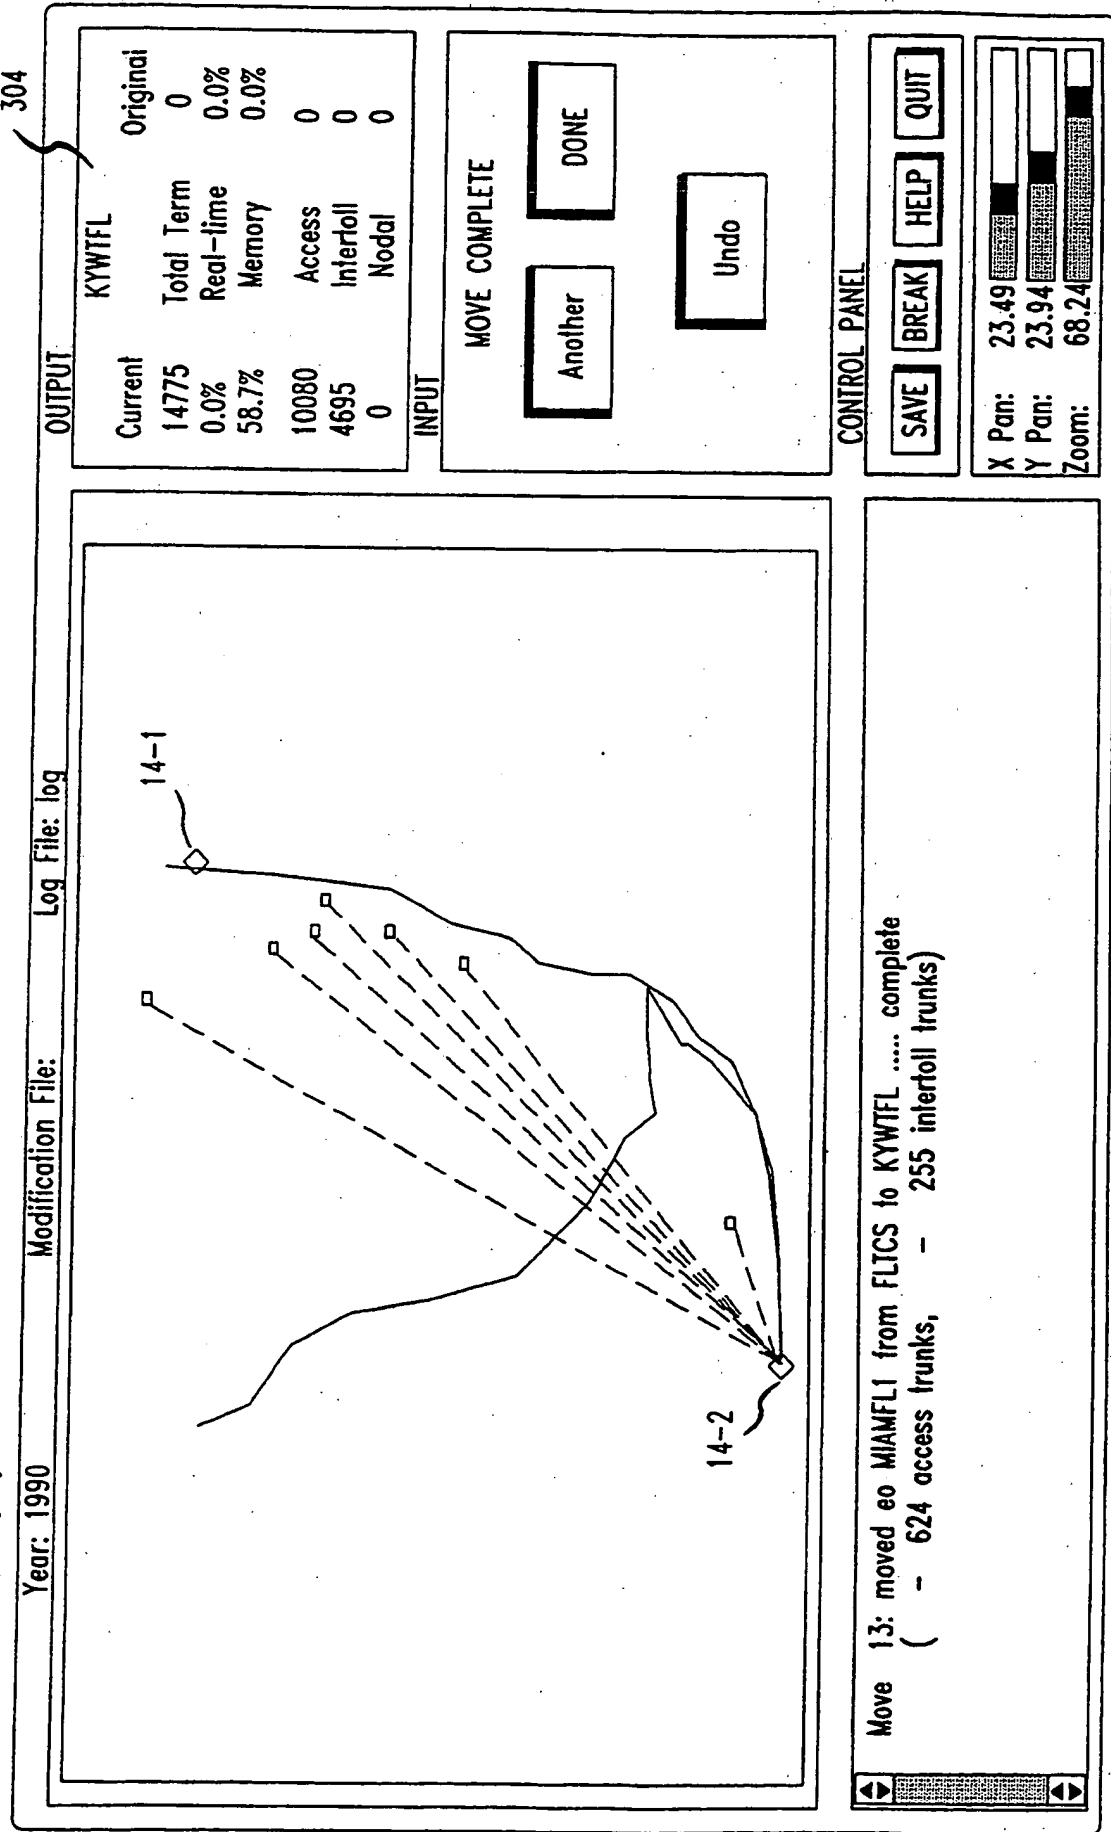 304
Year: 1990 Modification File: Log File: log
OUTPUT
KYWTFL
Current Original
14775 Total Term 0
0.0% Real-time 0.0%
58.7% Memory 0.0%
10080 Access 0
4695 Intertoll 0
0 Nodal 0
14-1
14-2
INPUT
MOVE COMPLETE
Another DONE
Undo
CONTROL PANEL
SAVE BREAK HELP QUIT
X Pan: 23.49
Y Pan: 23.94
Zoom: 68.24
Move 13: moved eo MIAMFL1 from FLTCS to KYWTFL ..... complete
( - 624 access trunks, - 255 intertoll trunks)